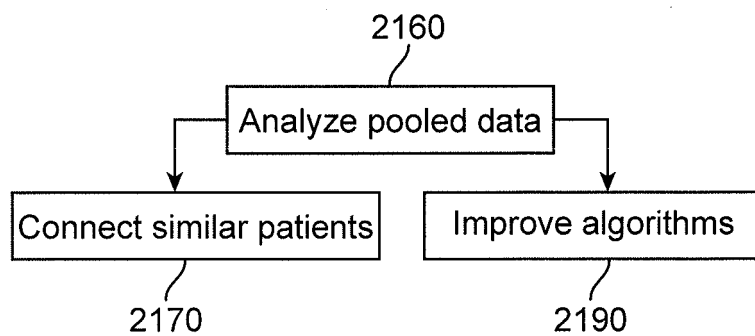 2160
Analyze pooled data
Connect similar patients
Improve algorithms
2170
2190